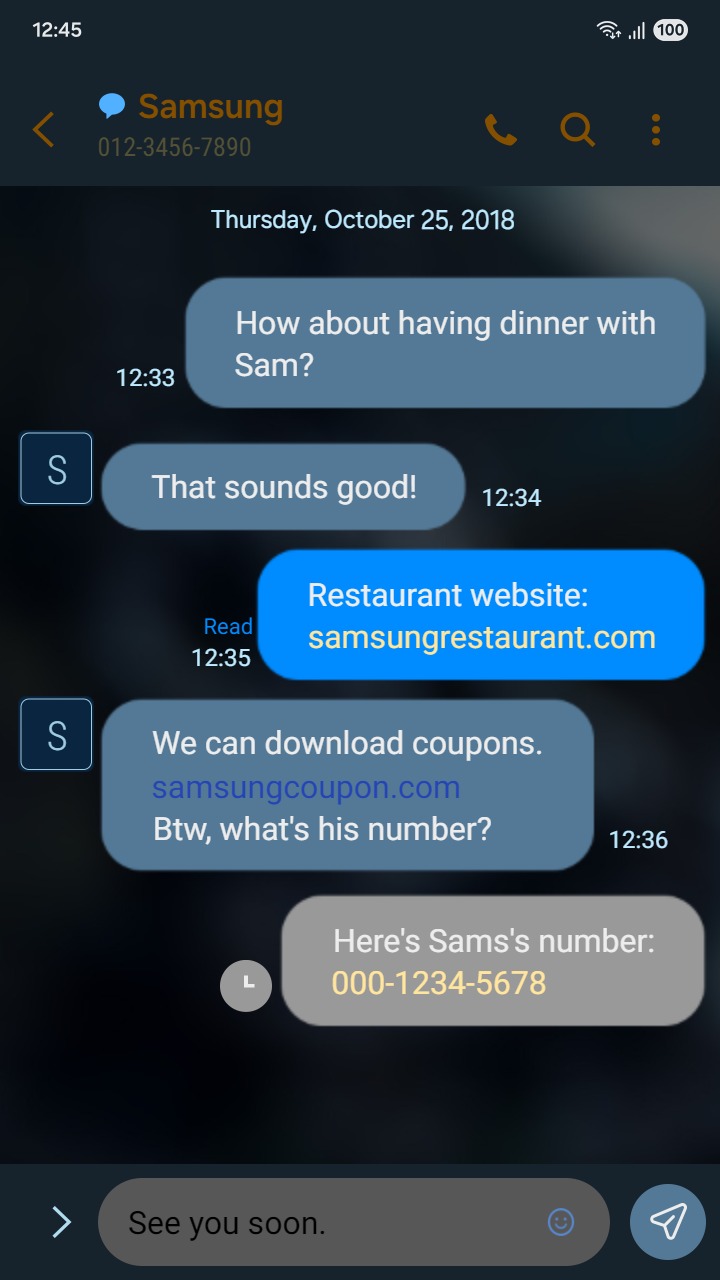 12:45
100
Samsung
012-3456-7890
Thursday, October 25, 2018
How about having dinner with
Sam?
12:33
S
That sounds good!
12:34
Restaurant website:
samsungrestaurant.com
Read
12:35
S
We can download coupons.
samsungcoupon.com
Btw, what's his number?
12:36
Here's Sams's number:
000-1234-5678
See you soon.